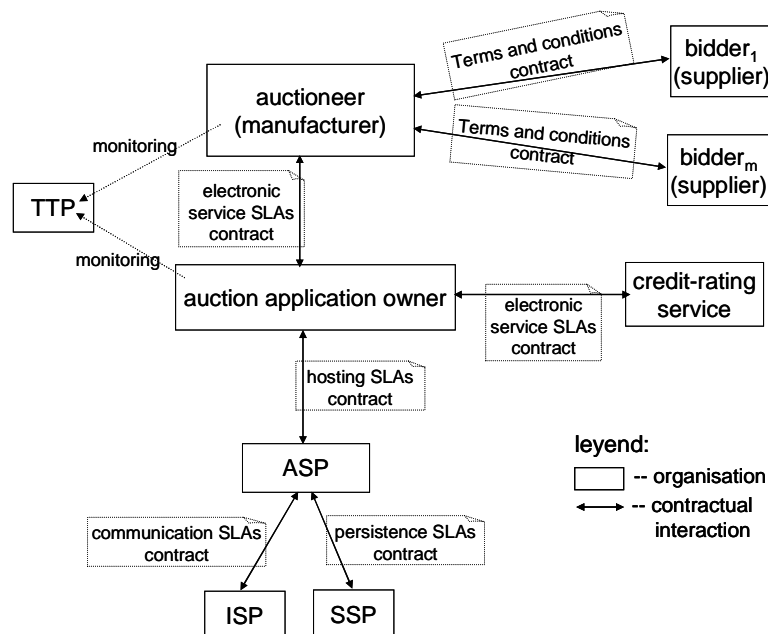 Terms and conditions
contract
bidder1
(supplier)
auctioneer
(manufacturer)
Terms and conditions
contract
bidderm
(supplier)
monitoring
TTP
electronic
service SLAs
contract
monitoring
auction application owner
electronic
service SLAs
contract
credit-rating
service
hosting SLAs
contract
ASP
leyend:
-- organisation
-- contractual
interaction
communication SLAs
contract
persistence SLAs
contract
ISP
SSP